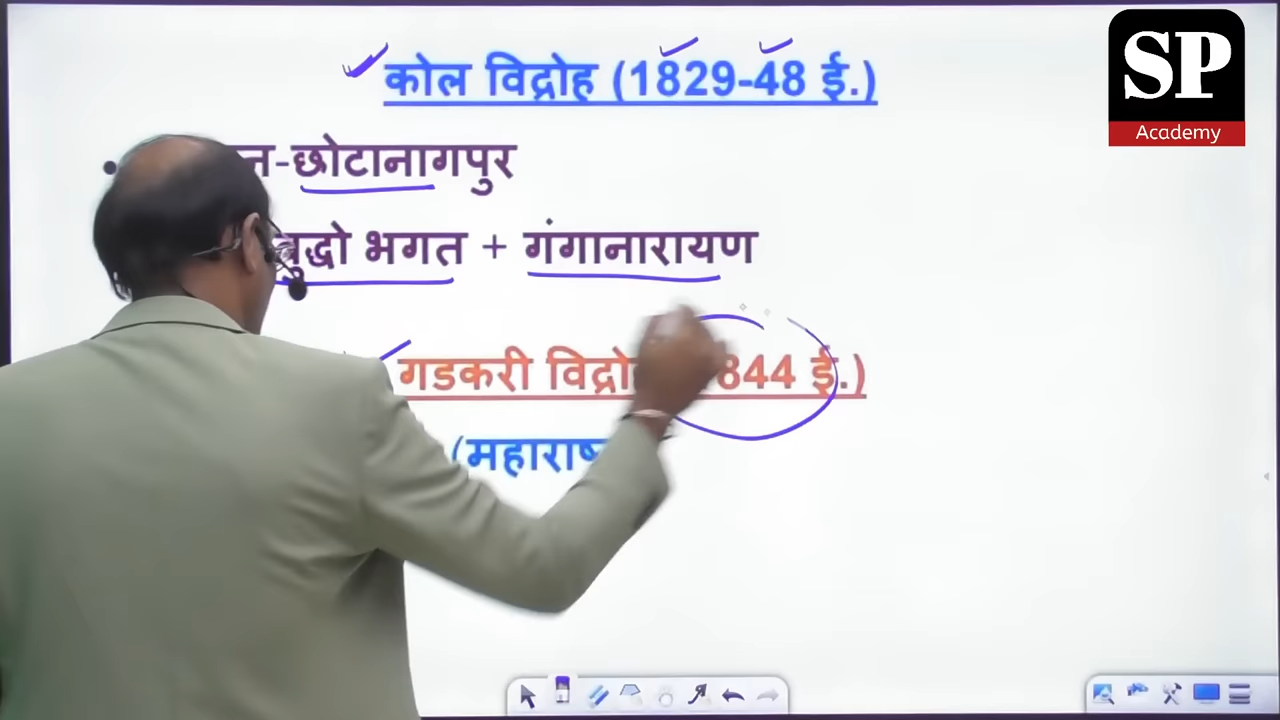 कोल विद्रोह (1829-48 ई.)
SP
Academy
न-छोटानागपुर
बुद्धो भगत + गंगानारायण
गडकरी विद्रो 844 ई.)
(महाराष्